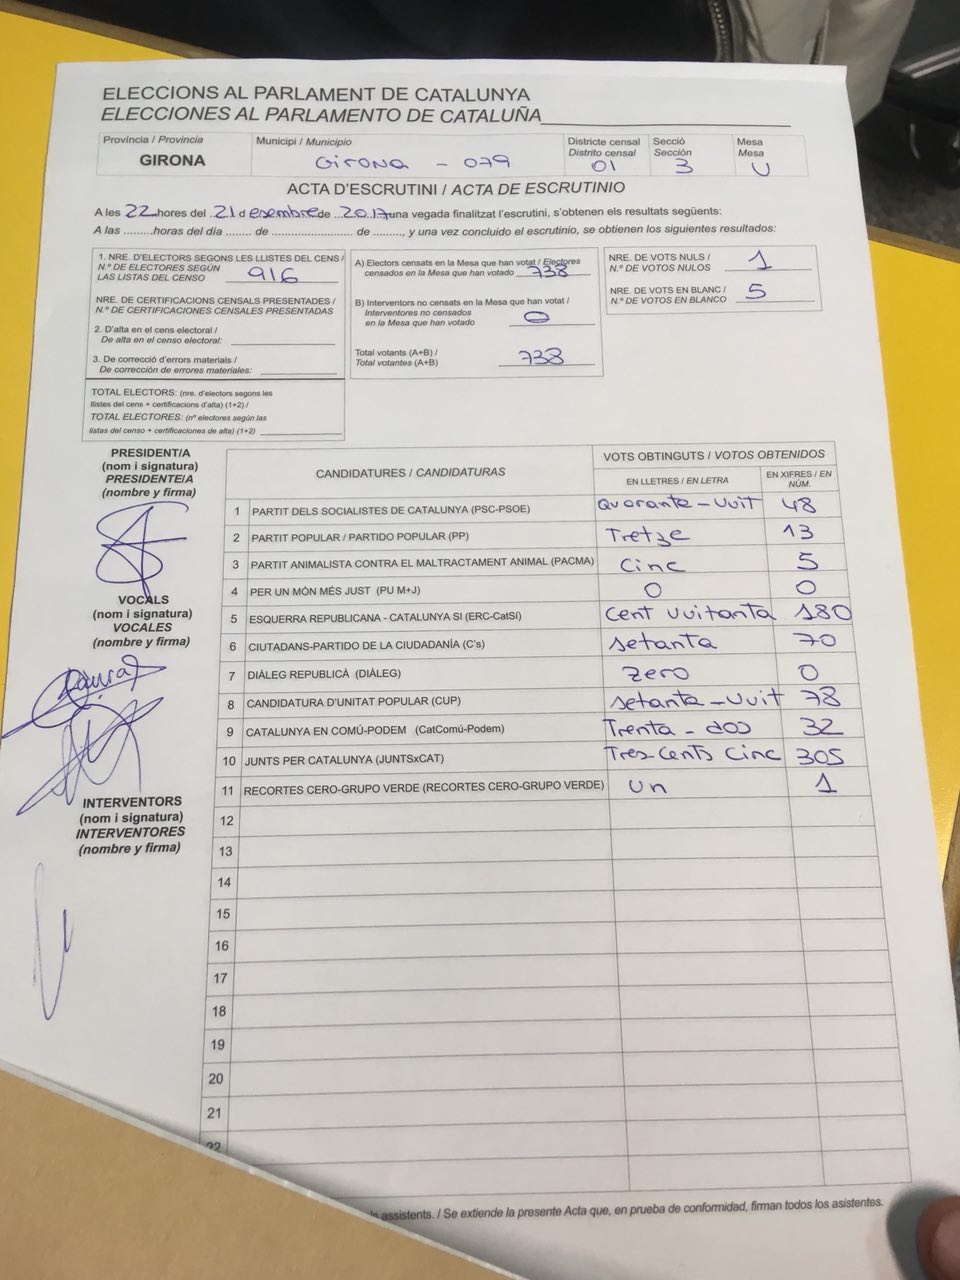 ELECCIONS AL PARLAMENT DE CATALUNYA
ELECCIONES AL PARLAMENTO DE CATALUÑA
Província / Provincia
GIRONA
Municipi / Municipio
GIRONA - 079
Districte censal
Distrito censal
01
Secció
Sección
3
Mesa
Mesa
U
ACTA D'ESCRUTINI / ACTA DE ESCRUTINIO
A les 22 hores del 21 d esembre de 2017 una vegada finalitzat l'escrutini, s'obtenen els resultats següents:
A las .........horas del día ....... de ......................... de ........, y una vez concluido el escrutinio, se obtienen los siguientes resultados:
1. NRE. D'ELECTORS SEGONS LES LLISTES DEL CENS /
N.º DE ELECTORES SEGÚN
LAS LISTAS DEL CENSO 916
NRE. DE CERTIFICACIONS CENSALS PRESENTADES /
N.º DE CERTIFICACIONES CENSALES PRESENTADAS
2. D'alta en el cens electoral /
De alta en el censo electoral:
3. De correcció d'errors materials /
De corrección de errores materiales:
TOTAL ELECTORS: (nre. d'electors segons les
llistes del cens + certificacions d'alta) (1+2) /
TOTAL ELECTORES: (nº electores según las
listas del censo + certificaciones de alta) (1+2)
A) Electors censats en la Mesa que han votat / Electores
censados en la Mesa que han votado 738
B) Interventors no censats en la Mesa que han votat /
Interventores no censados
en la Mesa que han votado 0
Total votants (A+B) /
Total votantes (A+B) 738
NRE. DE VOTS NULS /
N.º DE VOTOS NULOS 1
NRE. DE VOTS EN BLANC /
N.º DE VOTOS EN BLANCO 5
PRESIDENT/A
(nom i signatura)
PRESIDENTE/A
(nombre y firma)
VOCALS
(nom i signatura)
VOCALES
(nombre y firma)
INTERVENTORS
(nom i signatura)
INTERVENTORES
(nombre y firma)
CANDIDATURES / CANDIDATURAS
VOTS OBTINGUTS / VOTOS OBTENIDOS
EN LLETRES / EN LETRA
EN XIFRES / EN NÚM.
1 PARTIT DELS SOCIALISTES DE CATALUNYA (PSC-PSOE) Quaranta-vuit 48
2 PARTIT POPULAR / PARTIDO POPULAR (PP) Tretze 13
3 PARTIT ANIMALISTA CONTRA EL MALTRACTAMENT ANIMAL (PACMA) Cinc 5
4 PER UN MÓN MÉS JUST (PU M+J) 0 0
5 ESQUERRA REPUBLICANA - CATALUNYA SI (ERC-CatSí) Cent vuitanta 180
6 CIUTADANS-PARTIDO DE LA CIUDADANÍA (C's) setanta 70
7 DIÀLEG REPUBLICÀ (DIÀLEG) zero 0
8 CANDIDATURA D'UNITAT POPULAR (CUP) setanta-vuit 78
9 CATALUNYA EN COMÚ-PODEM (CatComú-Podem) Trenta-dos 32
10 JUNTS PER CATALUNYA (JUNTSxCAT) Tres-Cents Cinc 305
11 RECORTES CERO-GRUPO VERDE (RECORTES CERO-GRUPO VERDE) Un 1
12
13
14
15
16
17
18
19
20
21
22
assistents. / Se extiende la presente Acta que, en prueba de conformidad, firman todos los asistentes.